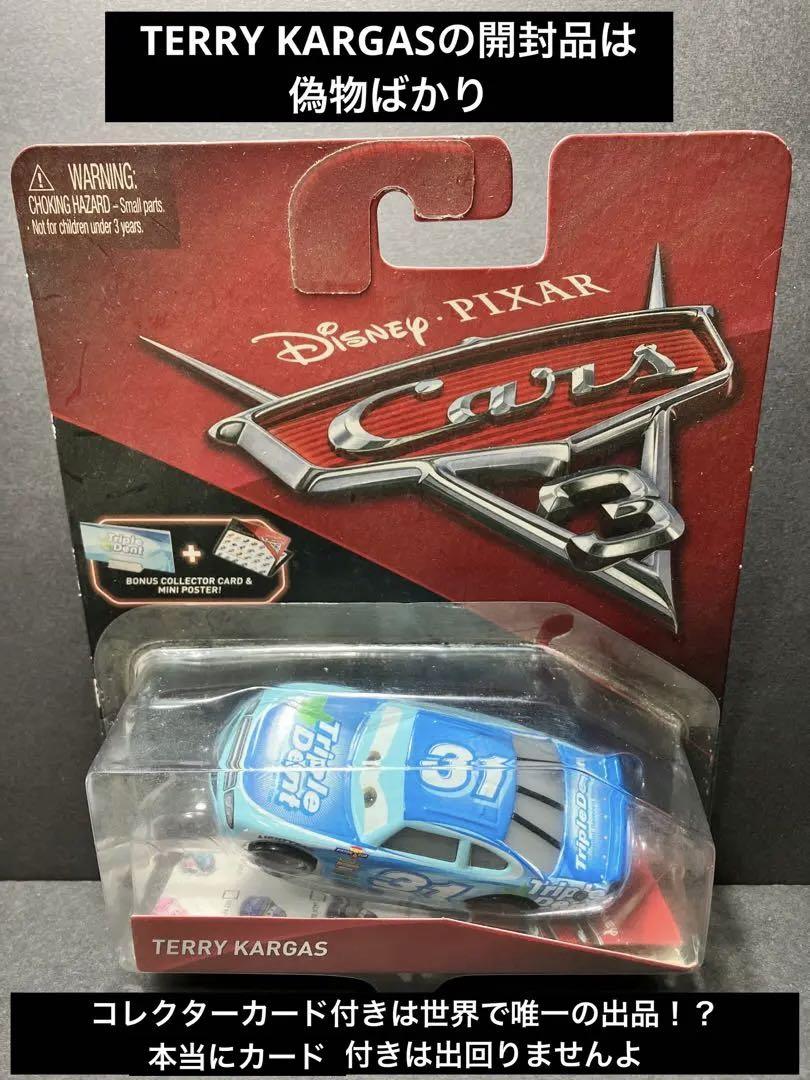 TERRY KARGASの開封品は
偽物ばかり
WARNING:
CHOKING HAZARD – Small parts.
· Not for children under 3 years.
Disney · PIXAR
Cars
3
Triple
Dent
+
BONUS COLLECTOR CARD &
MINI POSTER!
Triple
Dent
31
TripleDent
31
Triple
Dent
TERRY KARGAS
コレクターカード付きは世界で唯一の出品！？
本当にカード 付きは出回りませんよ